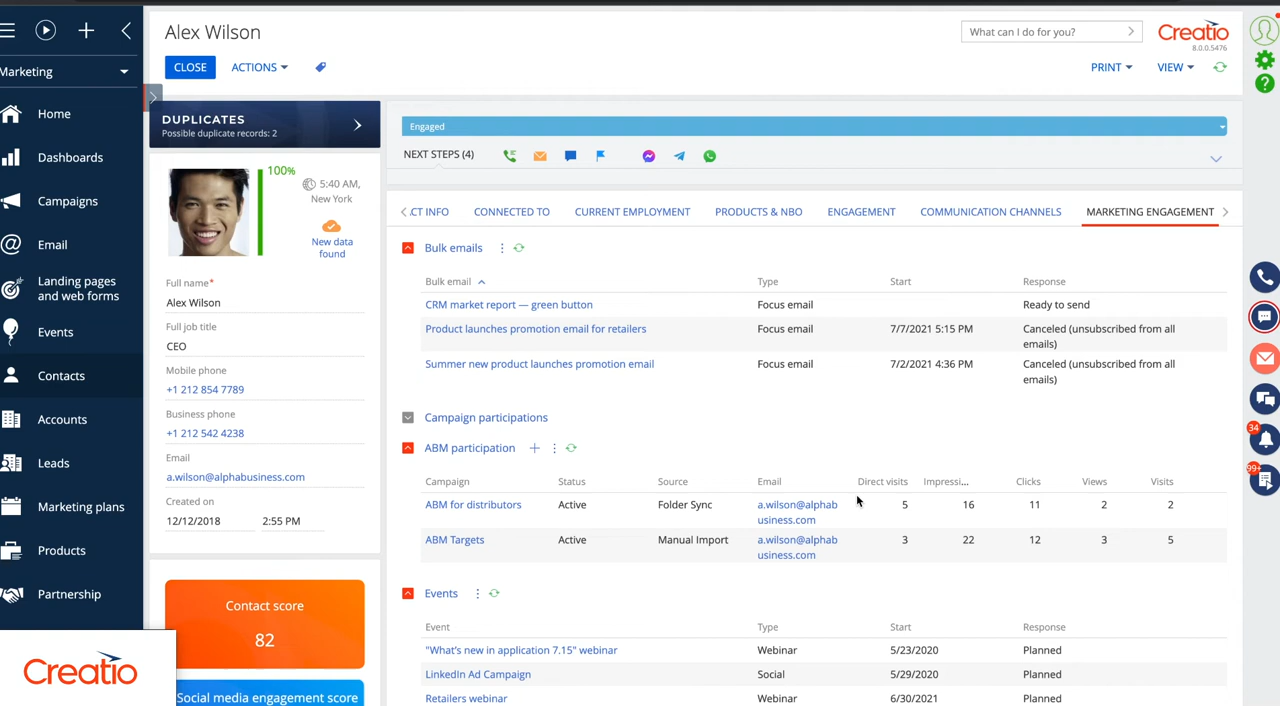 Alex Wilson
What can I do for you?
Creatio
8.0.0.5476
CLOSE
ACTIONS
PRINT
VIEW
Marketing
Home
Dashboards
Campaigns
Email
Landing pages
and web forms
Events
Contacts
Accounts
Leads
Marketing plans
Products
Partnership
Creatio
DUPLICATES
Possible duplicate records: 2
100%
5:40 AM,
New York
New data
found
Full name*
Alex Wilson
Full job title
CEO
Mobile phone
+1 212 854 7789
Business phone
+1 212 542 4238
Email
a.wilson@alphabusiness.com
Created on
12/12/2018 2:55 PM
Contact score
82
Social media engagement score
Engaged
NEXT STEPS (4)
CT INFO CONNECTED TO CURRENT EMPLOYMENT PRODUCTS & NBO ENGAGEMENT COMMUNICATION CHANNELS MARKETING ENGAGEMENT
Bulk emails
Bulk email Type Start Response
CRM market report — green button Focus email Ready to send
Product launches promotion email for retailers Focus email 7/7/2021 5:15 PM Canceled (unsubscribed from all
emails)
Summer new product launches promotion email Focus email 7/2/2021 4:36 PM Canceled (unsubscribed from all
emails)
Campaign participations
ABM participation
Campaign Status Source Email Direct visits Impressi... Clicks Views Visits
ABM for distributors Active Folder Sync a.wilson@alphab 5 16 11 2 2
usiness.com
ABM Targets Active Manual Import a.wilson@alphab 3 22 12 3 5
usiness.com
Events
Event Type Start Response
"What's new in application 7.15" webinar Webinar 5/23/2020 Planned
LinkedIn Ad Campaign Social 5/29/2020 Planned
Retailers webinar Webinar 6/30/2021 Planned
34
99+